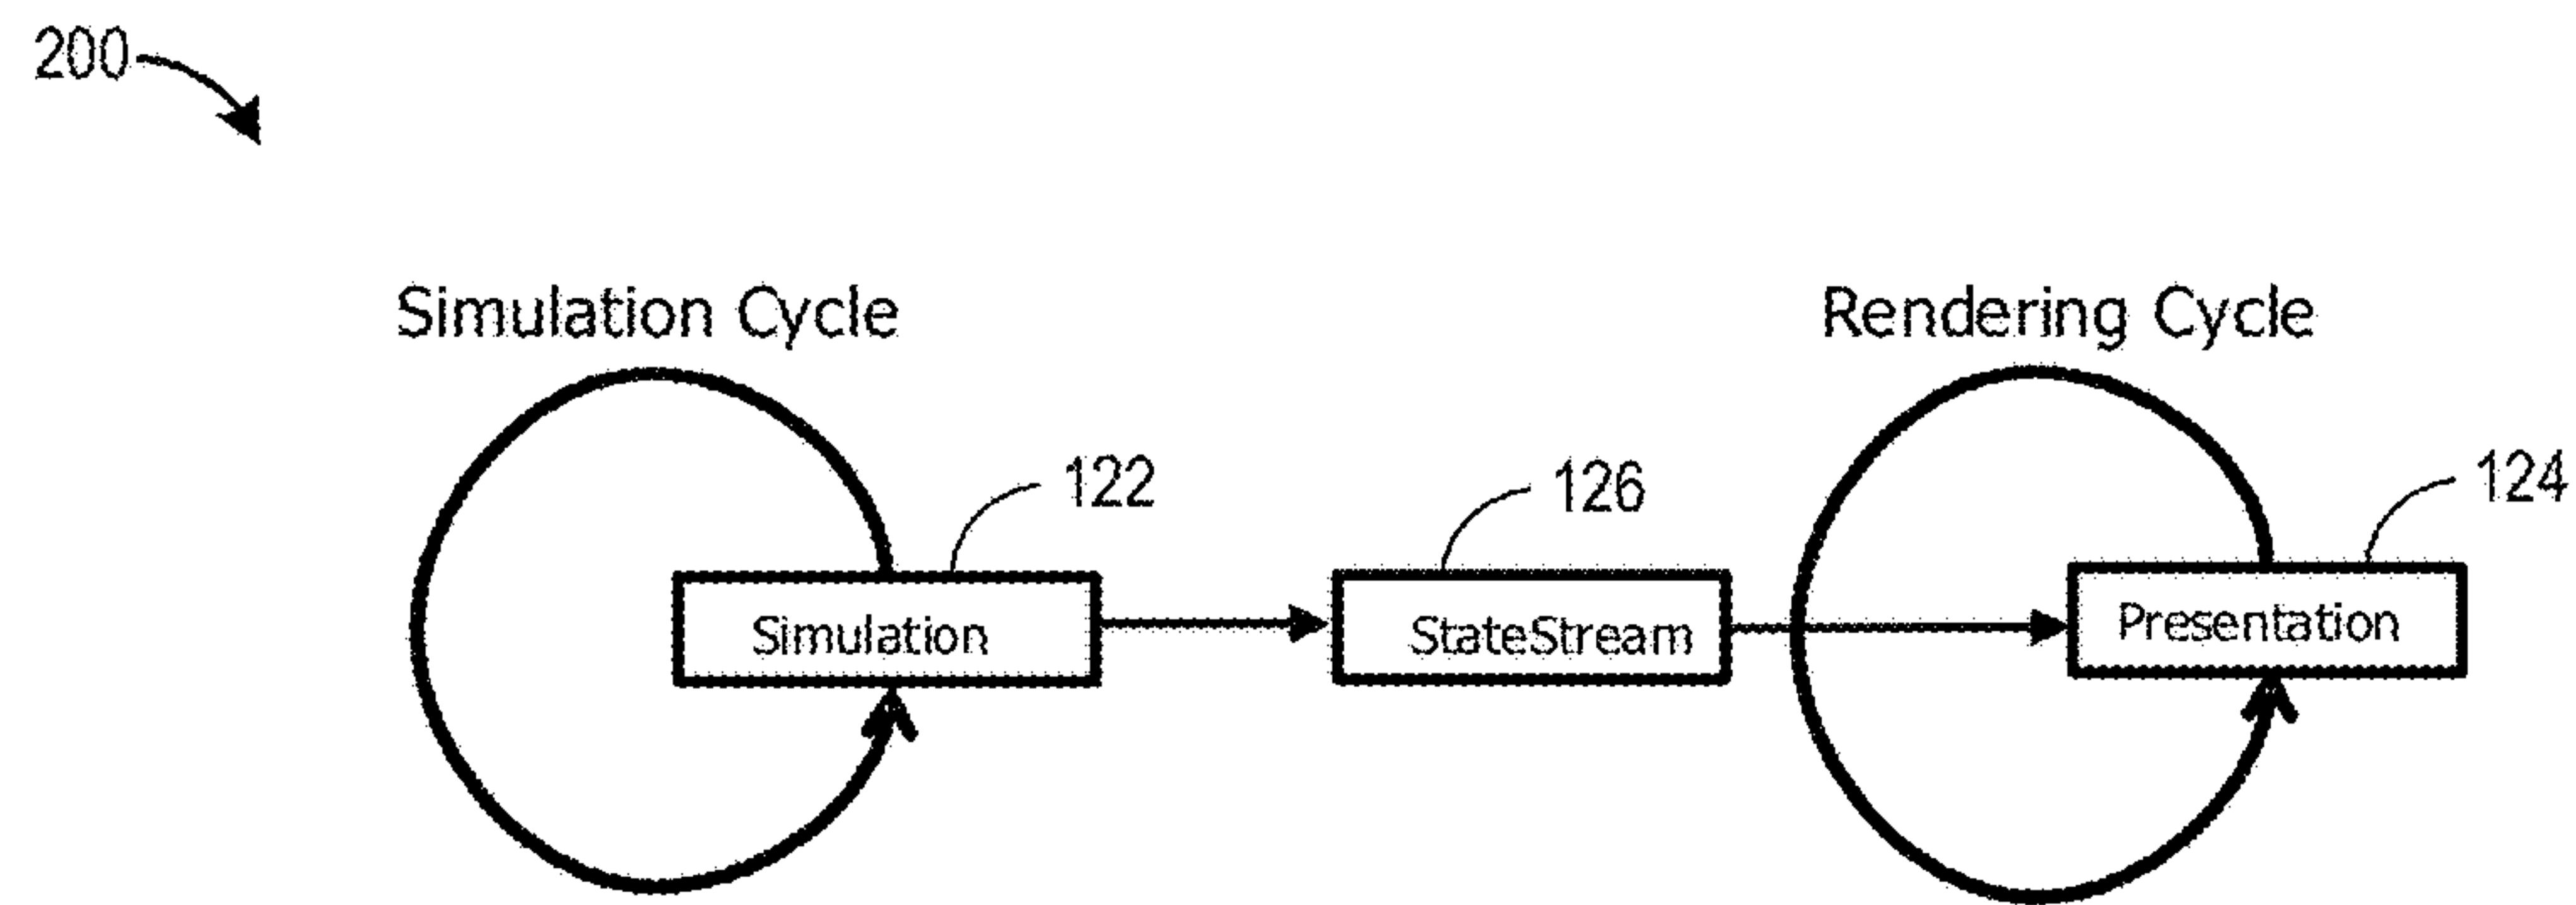 200
Simulation Cycle
Rendering Cycle
122
126
124
Simulation
StateStream
Presentation